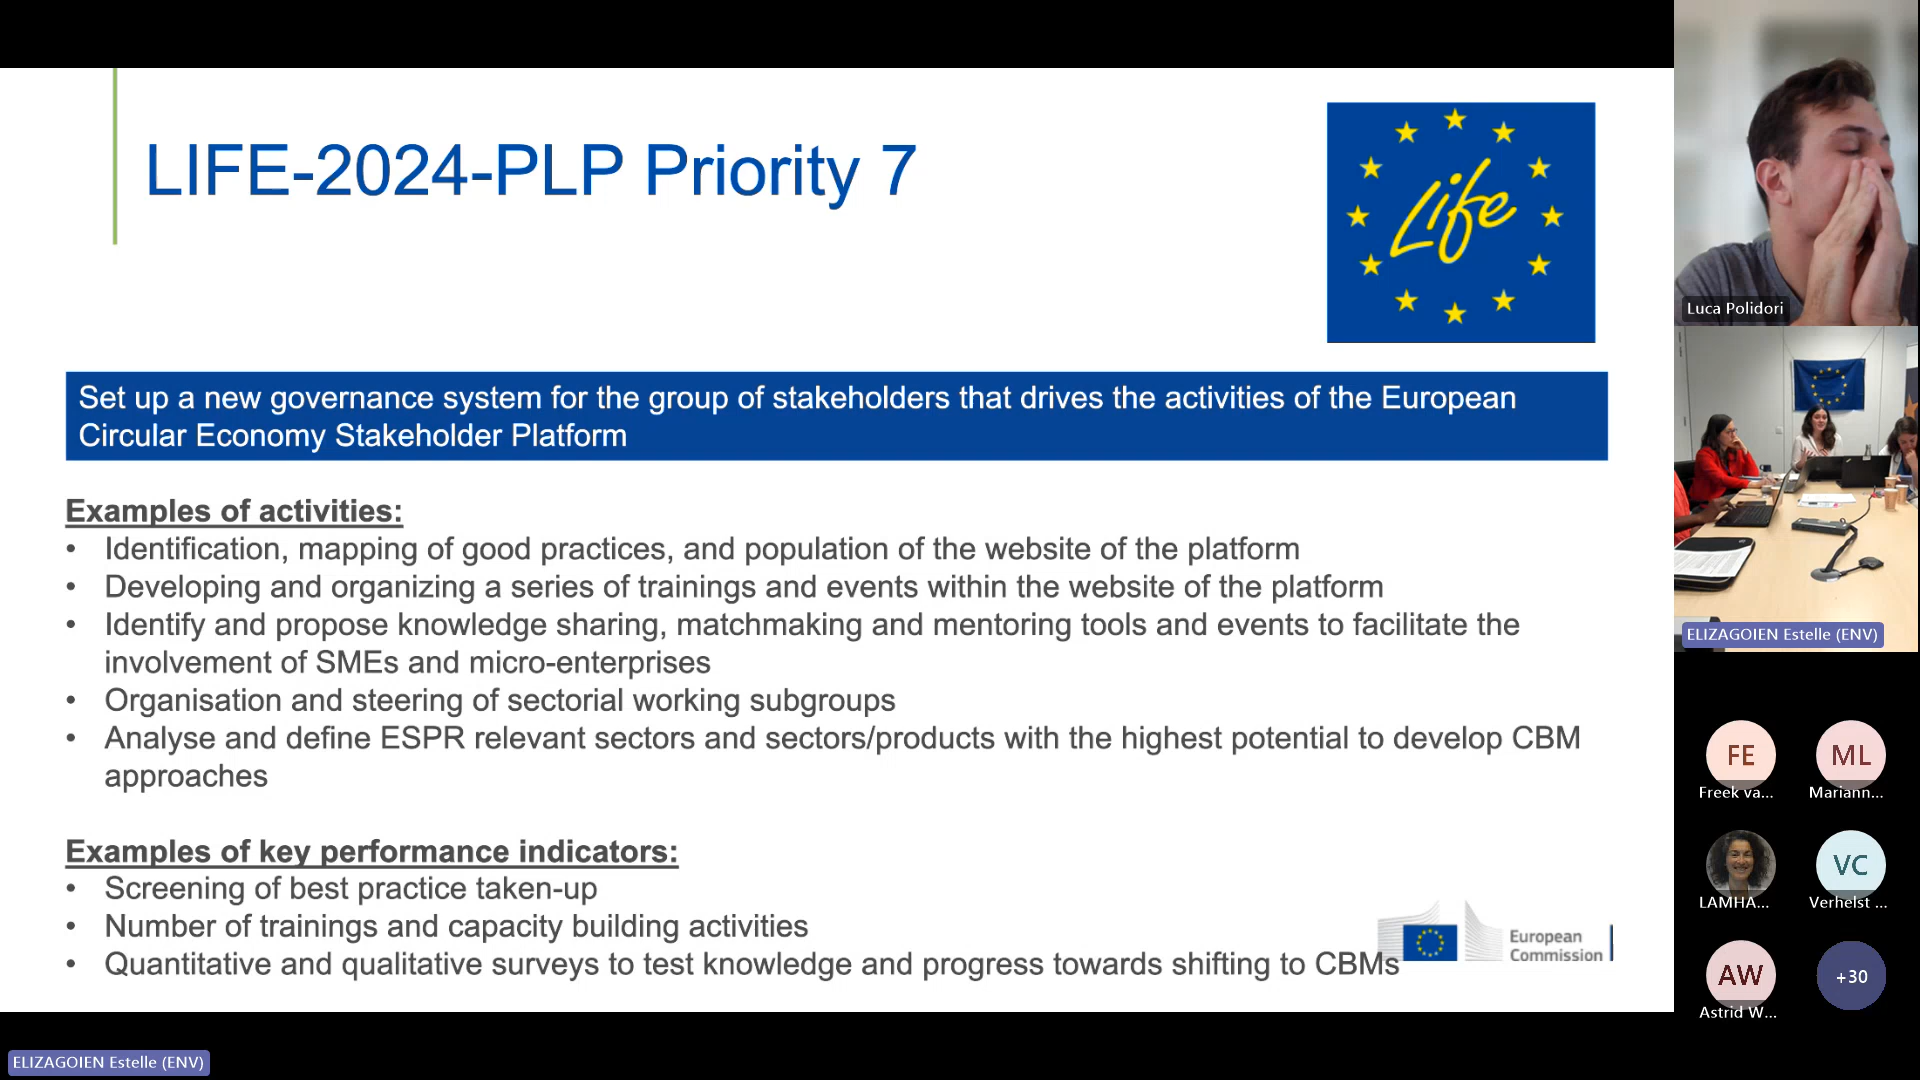 LIFE-2024-PLP Priority 7
Life
Set up a new governance system for the group of stakeholders that drives the activities of the European
Circular Economy Stakeholder Platform
Examples of activities:
• Identification, mapping of good practices, and population of the website of the platform
• Developing and organizing a series of trainings and events within the website of the platform
• Identify and propose knowledge sharing, matchmaking and mentoring tools and events to facilitate the
involvement of SMEs and micro-enterprises
• Organisation and steering of sectorial working subgroups
• Analyse and define ESPR relevant sectors and sectors/products with the highest potential to develop CBM
approaches
Examples of key performance indicators:
• Screening of best practice taken-up
• Number of trainings and capacity building activities
• Quantitative and qualitative surveys to test knowledge and progress towards shifting to CBMs
European
Commission
Luca Polidori
ELIZAGOIEN Estelle (ENV)
FE
Freek va...
ML
Mariann...
LAMHA...
VC
Verhelst ...
AW
Astrid W...
+30
ELIZAGOIEN Estelle (ENV)